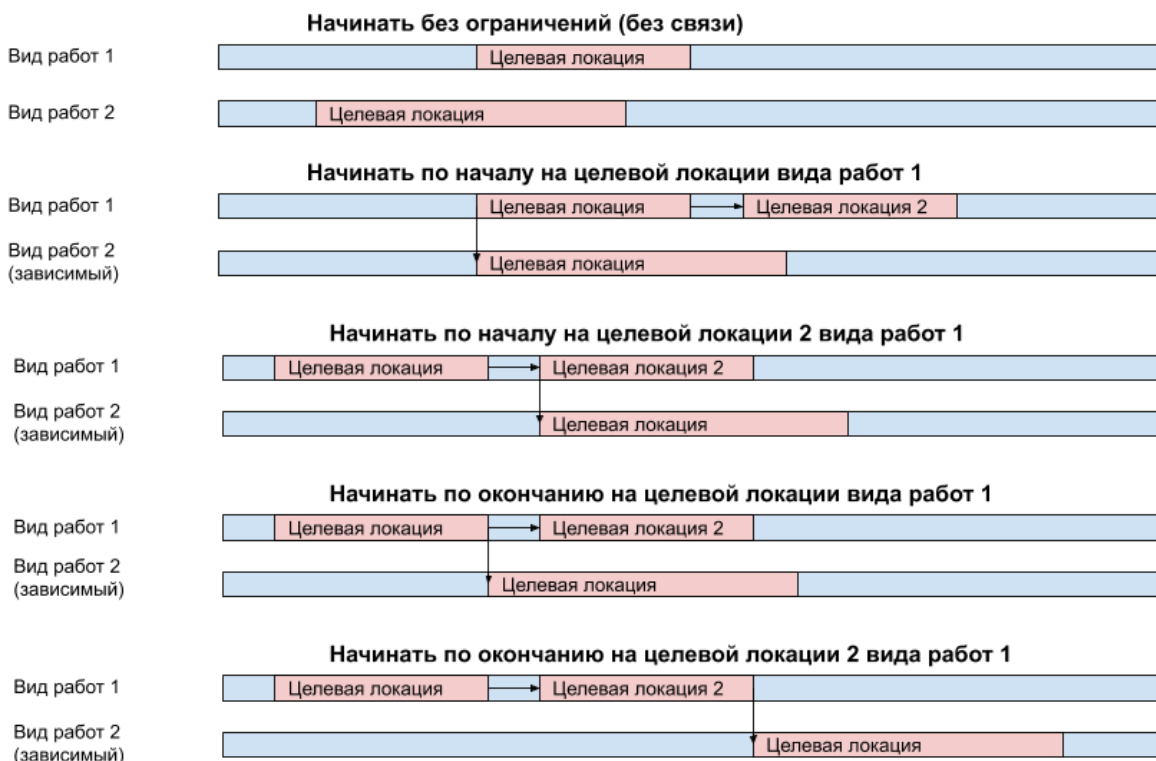 Начинать без ограничений (без связи)
Вид работ 1
Целевая локация
Вид работ 2
Целевая локация
Начинать по началу на целевой локации вида работ 1
Вид работ 1
Целевая локация
Целевая локация 2
Вид работ 2
(зависимый)
Целевая локация
Начинать по началу на целевой локации 2 вида работ 1
Вид работ 1
Целевая локация
Целевая локация 2
Вид работ 2
(зависимый)
Целевая локация
Начинать по окончанию на целевой локации вида работ 1
Вид работ 1
Целевая локация
Целевая локация 2
Вид работ 2
(зависимый)
Целевая локация
Начинать по окончанию на целевой локации 2 вида работ 1
Вид работ 1
Целевая локация
Целевая локация 2
Вид работ 2
(зависимый)
Целевая локация